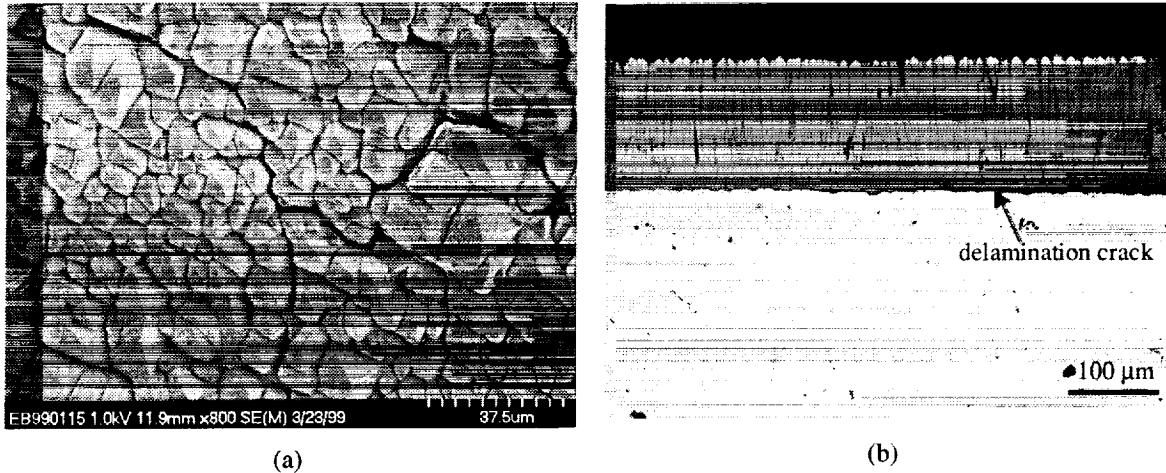 delamination crack
100 μm
EB990115 1.0kV 11.9mm x800 SE(M) 3/23/99
37.5um
(a)
(b)